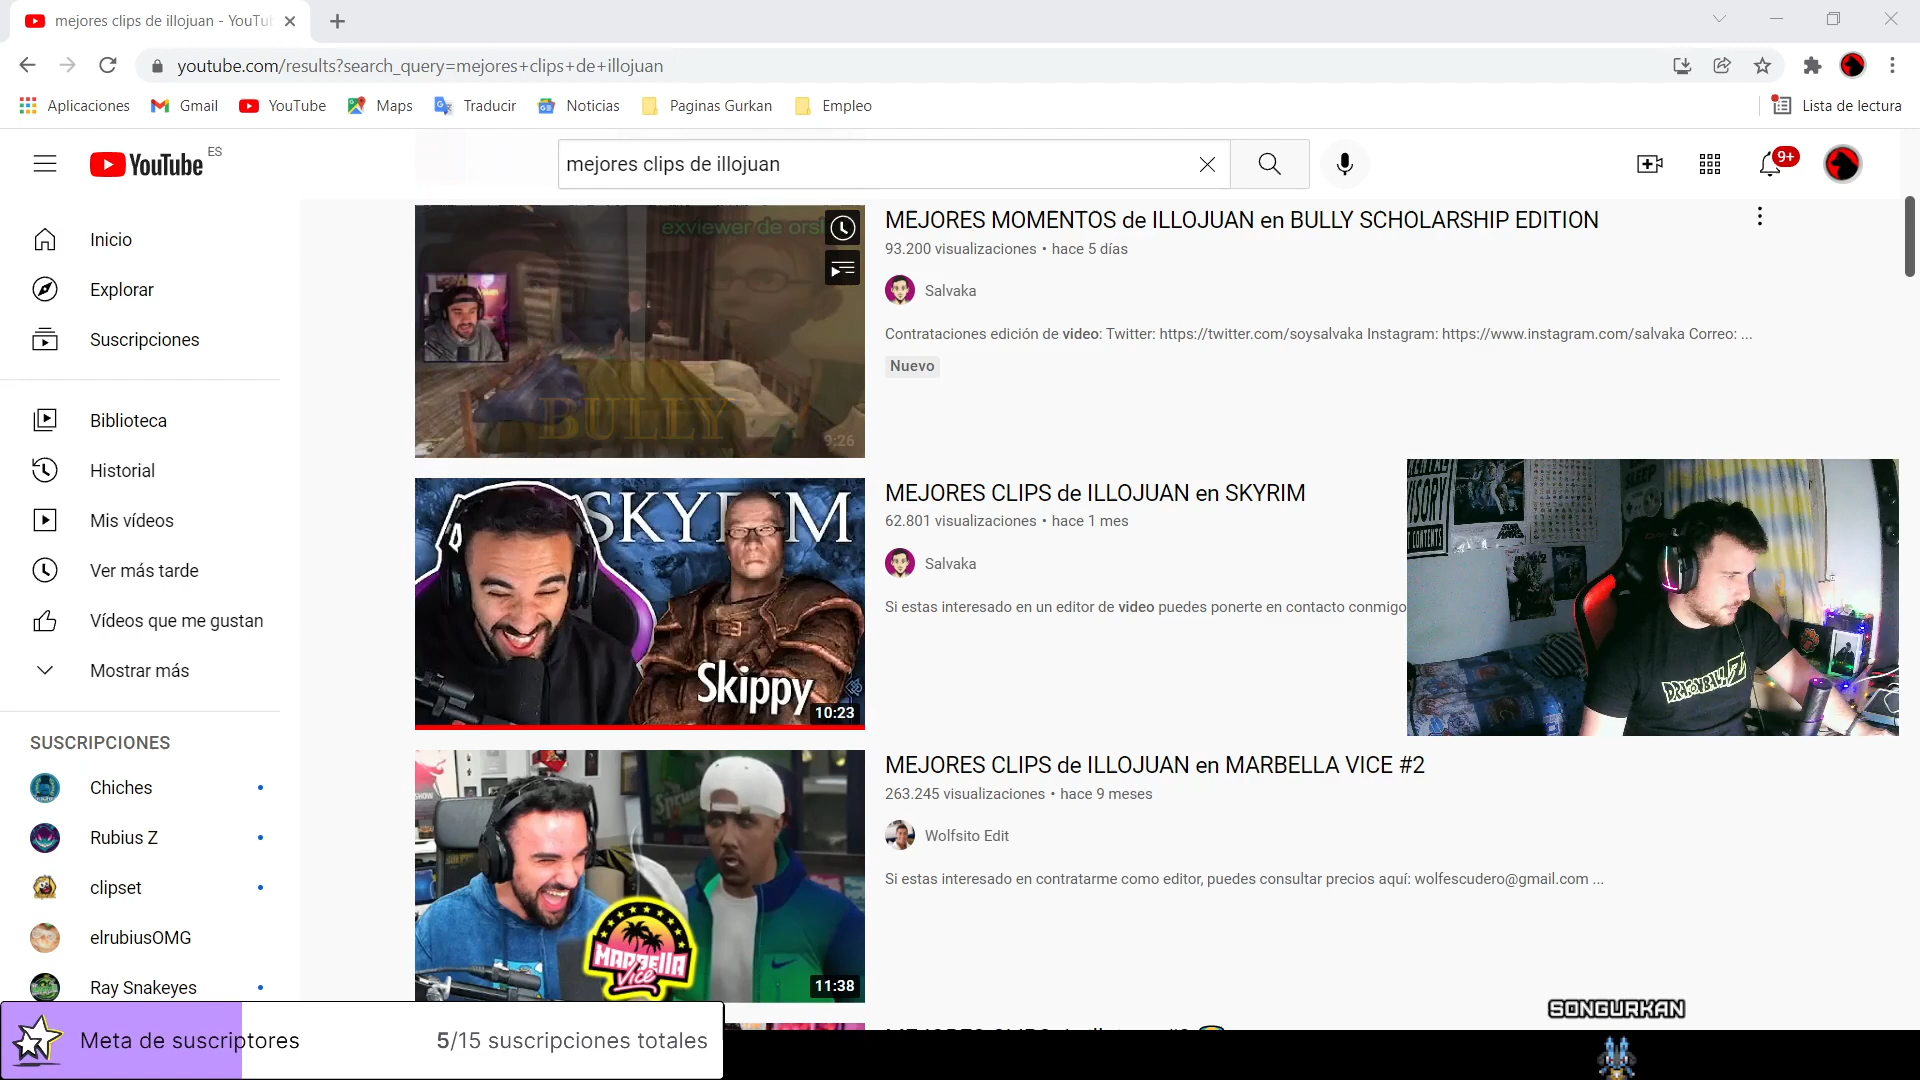 mejores clips de illojuan - YouTu
youtube.com/results?search_query=mejores+clips+de+illojuan
Aplicaciones
Gmail
YouTube
Maps
Traducir
Noticias
Paginas Gurkan
Empleo
Lista de lectura
YouTube
ES
mejores clips de illojuan
9+
Inicio
Explorar
Suscripciones
Biblioteca
Historial
Mis vídeos
Ver más tarde
Vídeos que me gustan
Mostrar más
SUSCRIPCIONES
Chiches
Rubius Z
clipset
elrubiusOMG
Ray Snakeyes
exviewer de orsl
BULLY
9:26
MEJORES MOMENTOS de ILLOJUAN en BULLY SCHOLARSHIP EDITION
93.200 visualizaciones • hace 5 días
Salvaka
Contrataciones edición de video: Twitter: https://twitter.com/soysalvaka Instagram: https://www.instagram.com/salvaka Correo: ...
Nuevo
SKYRIM
Skippy
10:23
MEJORES CLIPS de ILLOJUAN en SKYRIM
62.801 visualizaciones • hace 1 mes
Salvaka
Si estas interesado en un editor de video puedes ponerte en contacto conmigo
DRAGONBALL Z
MARBELLA
Vice
11:38
MEJORES CLIPS de ILLOJUAN en MARBELLA VICE #2
263.245 visualizaciones • hace 9 meses
Wolfsito Edit
Si estas interesado en contratarme como editor, puedes consultar precios aquí: wolfescudero@gmail.com ...
Meta de suscriptores
5/15 suscripciones totales
SONGURKAN